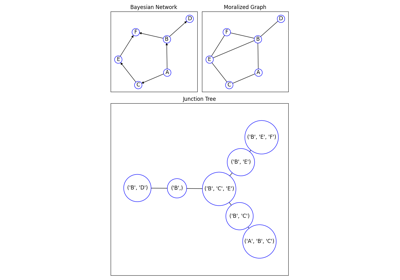 Bayesian Network
Moralized Graph
D
F
B
E
A
C
D
F
B
E
A
C
Junction Tree
('B', 'E', 'F')
('B', 'E')
('B', 'D')
('B',)
('B', 'C', 'E')
('B', 'C')
('A', 'B', 'C')